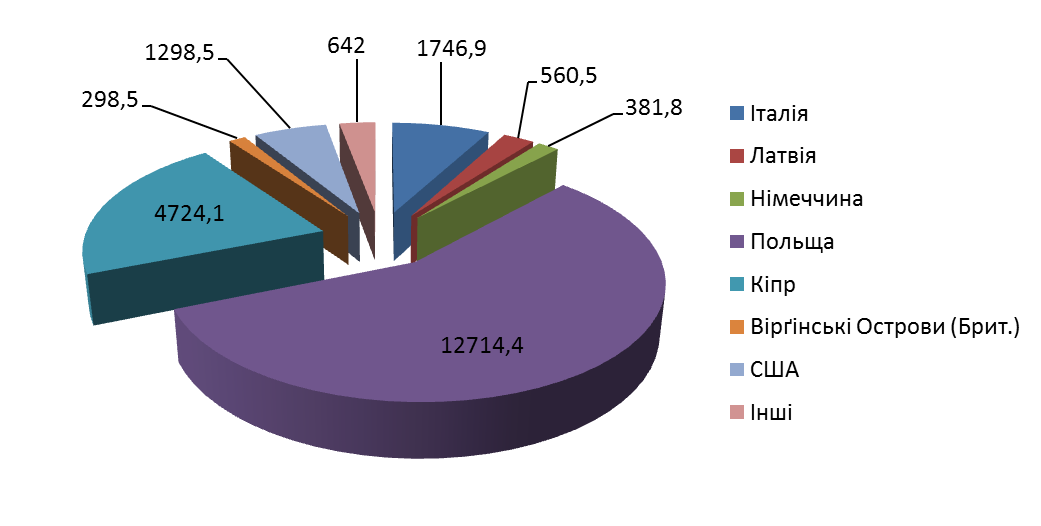 1298,5
642
1746,9
560,5
381,8
298,5
4724,1
12714,4
Італія
Латвія
Німеччина
Польща
Кіпр
Вірґінські Острови (Брит.)
США
Інші